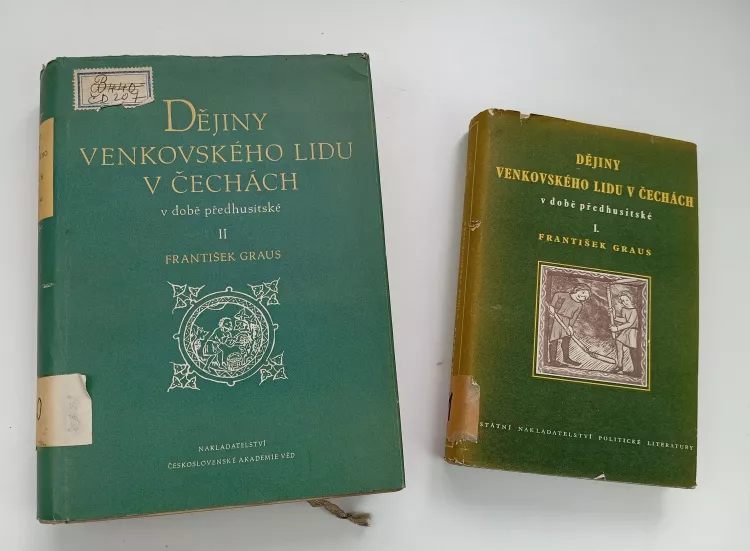 DĚJINY
VENKOVSKÉHO LIDU
V ČECHÁCH
v době předhusitské
II
FRANTIŠEK GRAUS
NAKLADATELSTVÍ
ČESKOSLOVENSKÉ AKADEMIE VĚD
DĚJINY
VENKOVSKÉHO LIDU V ČECHÁCH
v době předhusitské
I.
FRANTIŠEK GRAUS
STÁTNÍ NAKLADATELSTVÍ POLITICKÉ LITERATURY